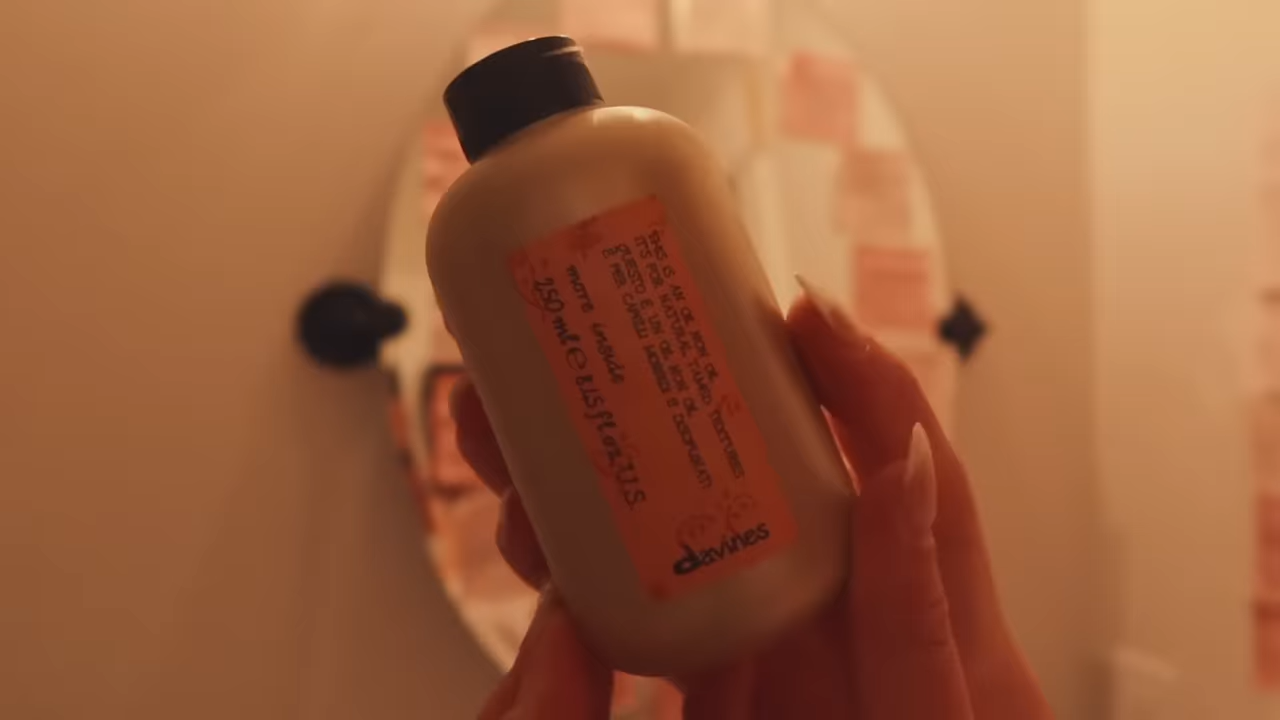 THIS IS AN OIL NON OIL
IT'S FOR NATURAL TAMED TEXTURES
QUESTO È UN OIL NON OIL
È PER CAPELLI MORBIDI E DISCIPLINATI
more inside
250 ml e 8.45 fl oz U.S.
davines